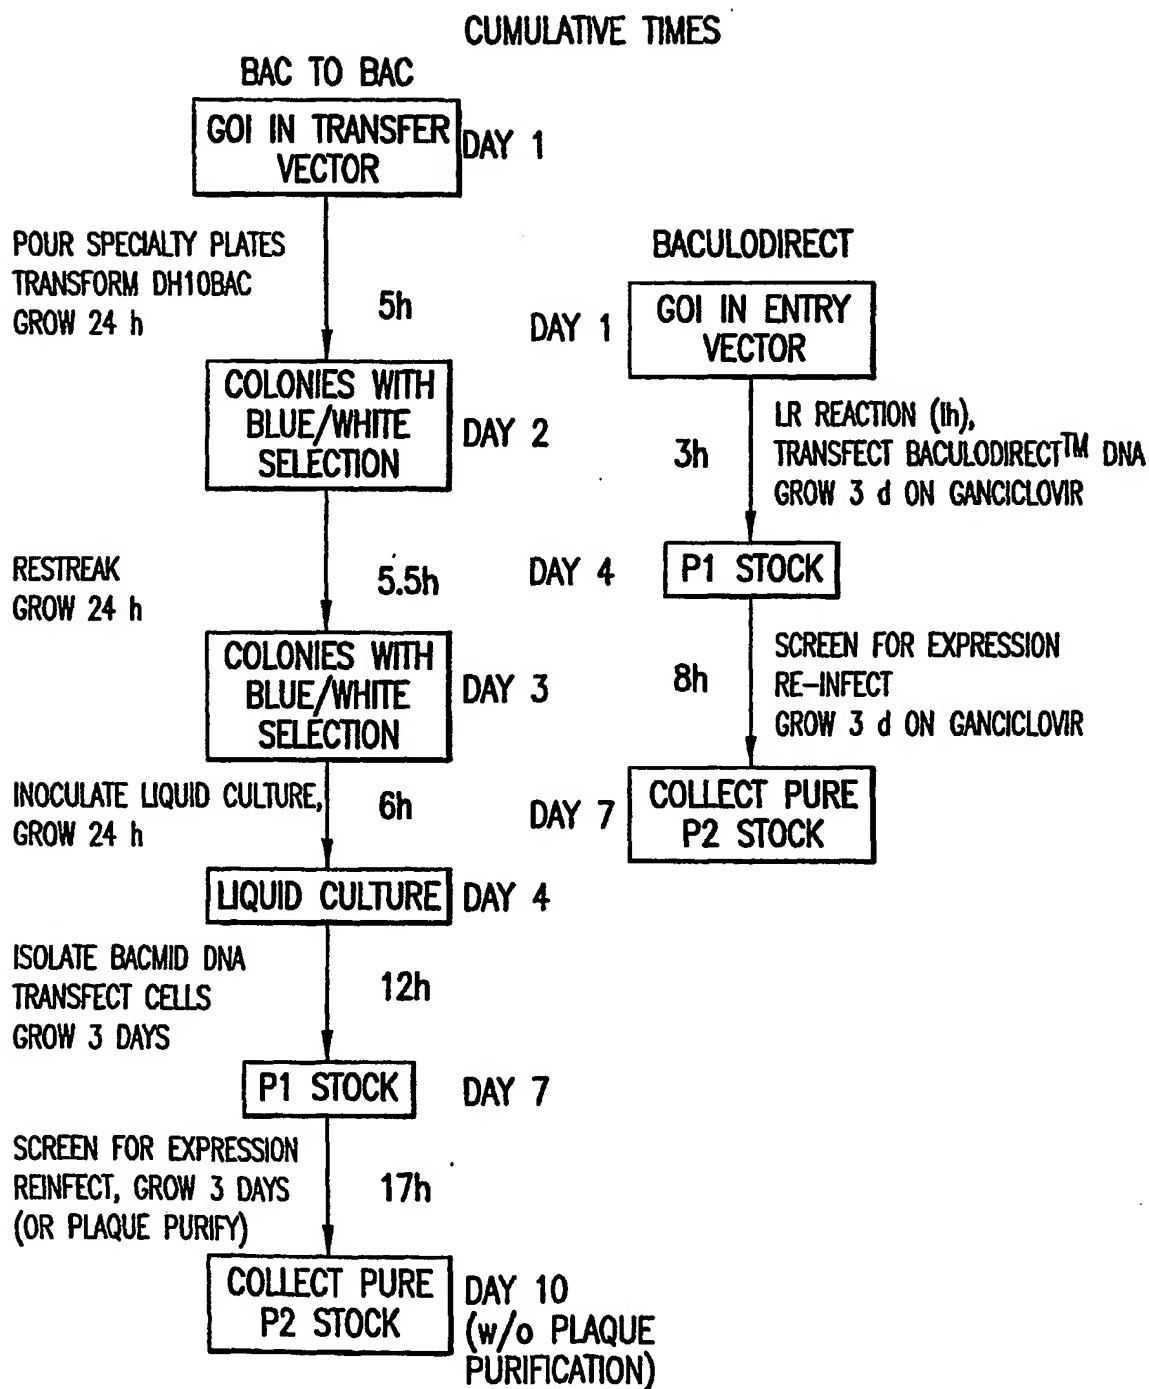 CUMULATIVE TIMES
BAC TO BAC
GOI IN TRANSFER
VECTOR
DAY 1
POUR SPECIALTY PLATES
TRANSFORM DH10BAC
GROW 24 h
5h
COLONIES WITH
BLUE/WHITE
SELECTION
DAY 2
RESTREAK
GROW 24 h
5.5h
COLONIES WITH
BLUE/WHITE
SELECTION
DAY 3
INOCULATE LIQUID CULTURE,
GROW 24 h
6h
LIQUID CULTURE
DAY 4
ISOLATE BACMID DNA
TRANSFECT CELLS
GROW 3 DAYS
12h
P1 STOCK
DAY 7
SCREEN FOR EXPRESSION
REINFECT, GROW 3 DAYS
(OR PLAQUE PURIFY)
17h
COLLECT PURE
P2 STOCK
DAY 10
(w/o PLAQUE
PURIFICATION)
BACULODIRECT
DAY 1
GOI IN ENTRY
VECTOR
3h
LR REACTION (1h),
TRANSFECT BACULODIRECT™ DNA
GROW 3 d ON GANCICLOVIR
DAY 4
P1 STOCK
8h
SCREEN FOR EXPRESSION
RE-INFECT
GROW 3 d ON GANCICLOVIR
DAY 7
COLLECT PURE
P2 STOCK